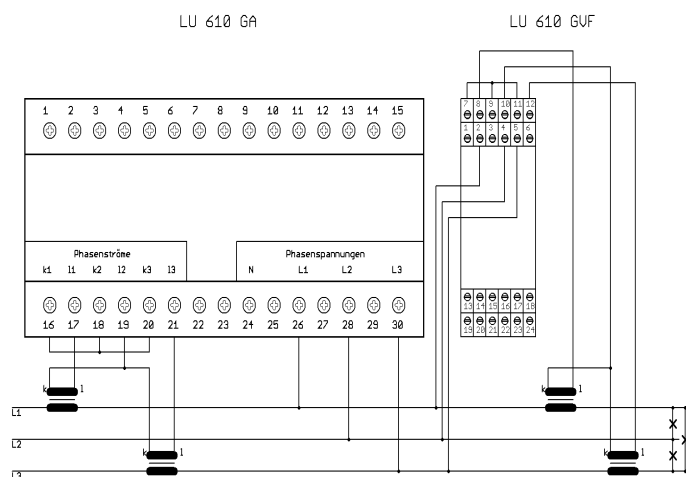 LU 610 GA LU 610 GVF
1 2 3 4 5 6 7 8 9 10 11 12 13 14 15
7 8 9 10 11 12
1 2 3 4 5 6
Phasenströme Phasenspannungen
k1 l1 k2 l2 k3 l3 N L1 L2 L3
13 14 15 16 17 18
16 17 18 19 20 21 22 23 24 25 26 27 28 29 30
19 20 21 22 23 24
k l k l
L1
L2
k l k l
L3